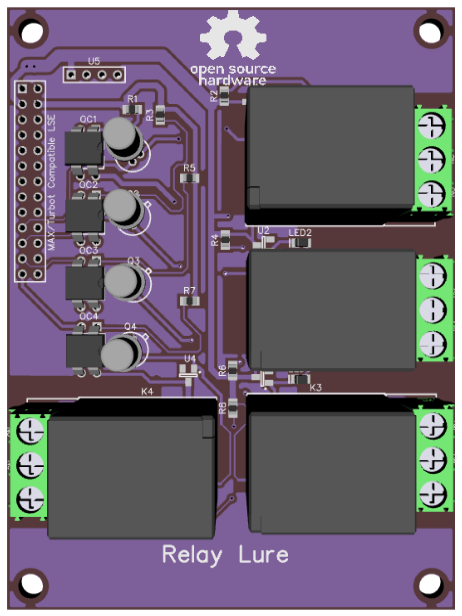 U5
open source
hardware
R1
R2
R3
OC1
MAX/Turbot Compatible LSE
R5
OC2
R4
U2
LED2
OC3
Q3
R7
OC4
Q4
U4
R6
K4
R8
K3
Relay Lure